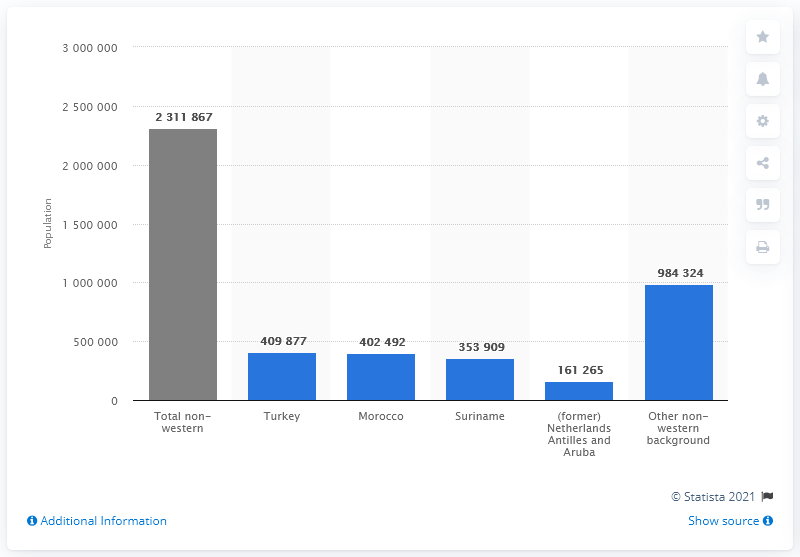 3 000 000
2 500 000
2 000 000
1 500 000
1 000 000
500 000
0
Population
2 311 867
409 877
402 492
353 909
161 265
984 324
Total non-
western
Turkey
Morocco
Suriname
(former)
Netherlands
Antilles and
Aruba
Other non-
western
background
© Statista 2021
Additional Information
Show source